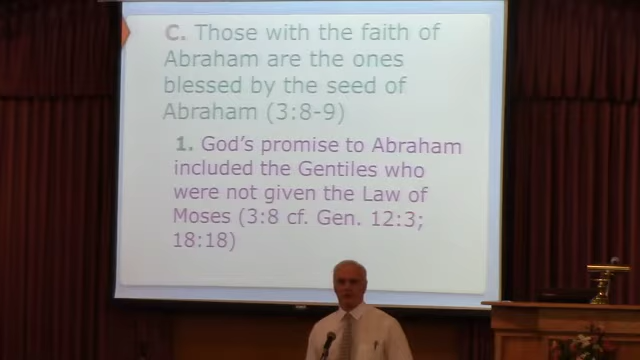 C. Those with the faith of
Abraham are the ones
blessed by the seed of
Abraham (3:8-9)
1. God's promise to Abraham
included the Gentiles who
were not given the Law of
Moses (3:8 cf. Gen. 12:3;
18:18)